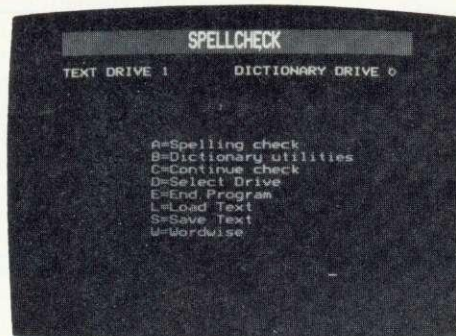 SPELLCHECK
TEXT DRIVE 1 DICTIONARY DRIVE 0
A=Spelling check
B=Dictionary utilities
C=Continue check
D=Select Drive
E=End Program
L=Load Text
S=Save Text
W=Wordwise